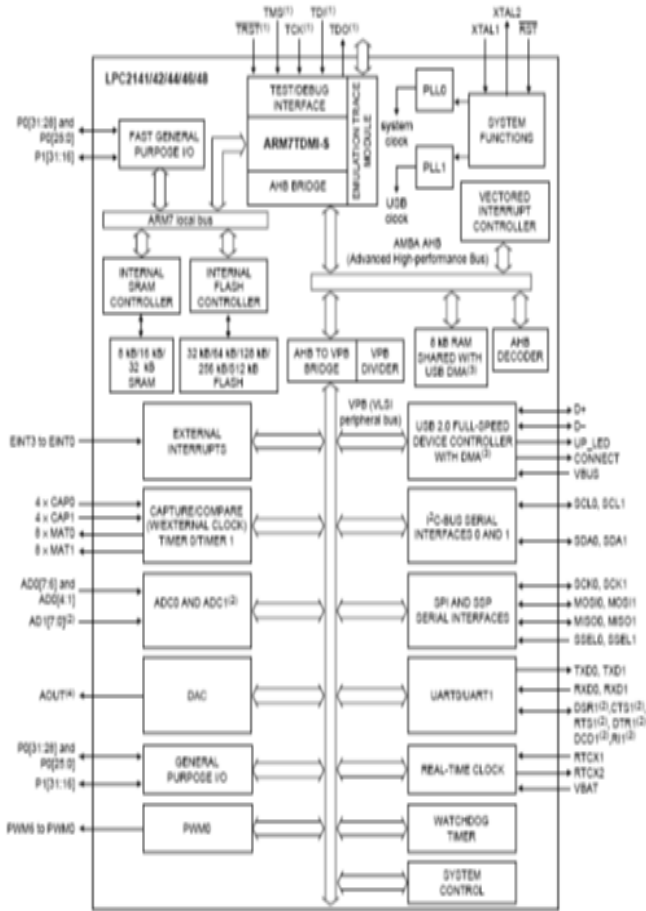 TMS(1) TDI(1)
TRST(1) TCK(1) TDO(1)
XTAL2
XTAL1 RST
LPC2141/42/44/46/48
TEST/DEBUG
INTERFACE
ARM7TDMI-S
AHB BRIDGE
EMULATION TRACE
MODULE
PLL0
system
clock
PLL1
USB
clock
SYSTEM
FUNCTIONS
VECTORED
INTERRUPT
CONTROLLER
P0[31:28] and
P0[25:0]
P1[31:16]
FAST GENERAL
PURPOSE I/O
ARM7 local bus
AMBA AHB
(Advanced High-performance Bus)
INTERNAL
SRAM
CONTROLLER
INTERNAL
FLASH
CONTROLLER
8 kB/16 kB/
32 kB
SRAM
32 kB/64 kB/128 kB/
256 kB/512 kB
FLASH
AHB TO VPB
BRIDGE
VPB
DIVIDER
8 kB RAM
SHARED WITH
USB DMA(3)
AHB
DECODER
VPB (VLSI
peripheral bus)
EINT3 to EINT0
EXTERNAL
INTERRUPTS
USB 2.0 FULL-SPEED
DEVICE CONTROLLER
WITH DMA(3)
D+
D-
UP_LED
CONNECT
VBUS
4 x CAP0
4 x CAP1
8 x MAT0
8 x MAT1
CAPTURE/COMPARE
(W/EXTERNAL CLOCK)
TIMER 0/TIMER 1
I2C-BUS SERIAL
INTERFACES 0 AND 1
SCL0, SCL1
SDA0, SDA1
AD0[7:6] and
AD0[4:1]
AD1[7:0](2)
ADC0 AND ADC1(2)
SPI AND SSP
SERIAL INTERFACES
SCK0, SCK1
MOSI0, MOSI1
MISO0, MISO1
SSEL0, SSEL1
AOUT(4)
DAC
UART0/UART1
TXD0, TXD1
RXD0, RXD1
DSR1(2),CTS1(2),
RTS1(2), DTR1(2)
DCD1(2),RI1(2)
P0[31:28] and
P0[25:0]
P1[31:16]
GENERAL
PURPOSE I/O
REAL-TIME CLOCK
RTCX1
RTCX2
VBAT
PWM6 to PWM0
PWM0
WATCHDOG
TIMER
SYSTEM
CONTROL